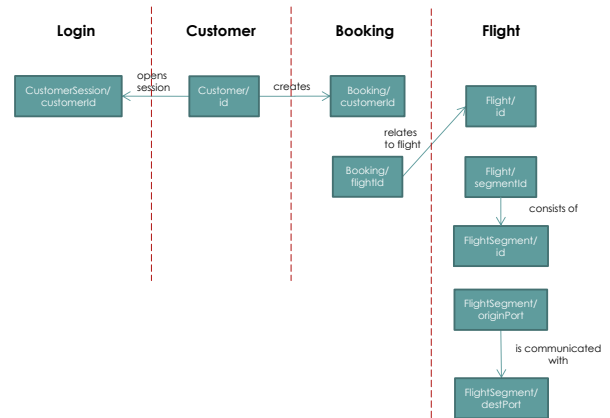 Login
Customer
Booking
Flight
CustomerSession/
customerId
opens
session
Customer/
id
creates
Booking/
customerId
Flight/
id
relates
to flight
Booking/
flightId
Flight/
segmentId
consists of
FlightSegment/
id
FlightSegment/
originPort
is communicated
with
FlightSegment/
destPort